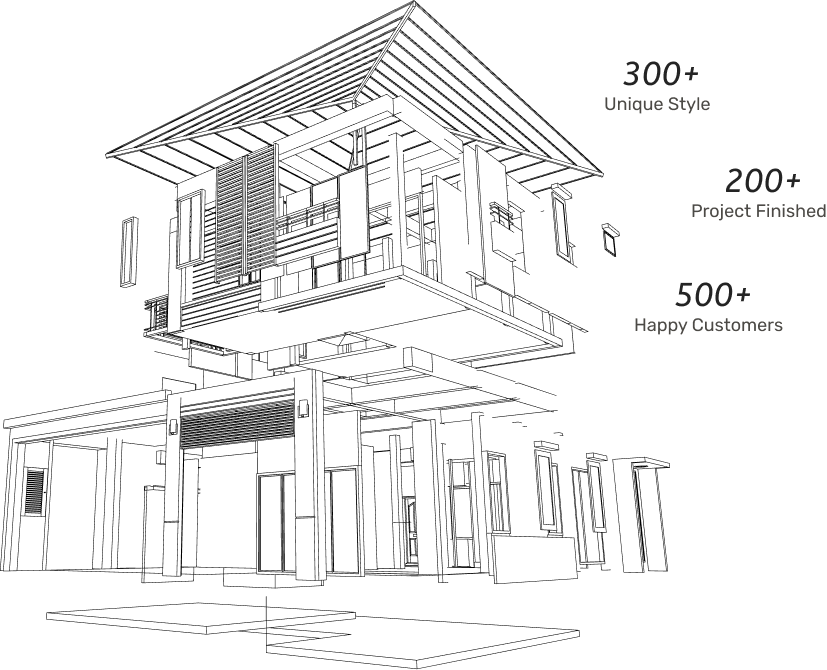 300+
Unique Style
200+
Project Finished
500+
Happy Customers